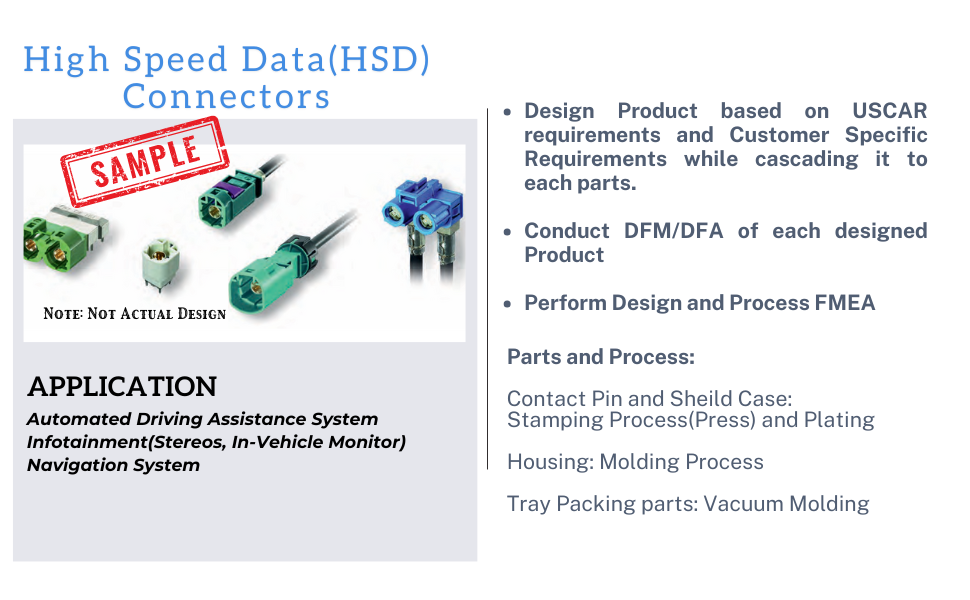 High Speed Data(HSD)
Connectors
SAMPLE
Note: Not Actual Design
APPLICATION
Automated Driving Assistance System
Infotainment(Stereos, In-Vehicle Monitor)
Navigation System
• Design Product based on USCAR
requirements and Customer Specific
Requirements while cascading it to
each parts.
• Conduct DFM/DFA of each designed
Product
• Perform Design and Process FMEA
Parts and Process:
Contact Pin and Sheild Case:
Stamping Process(Press) and Plating
Housing: Molding Process
Tray Packing parts: Vacuum Molding